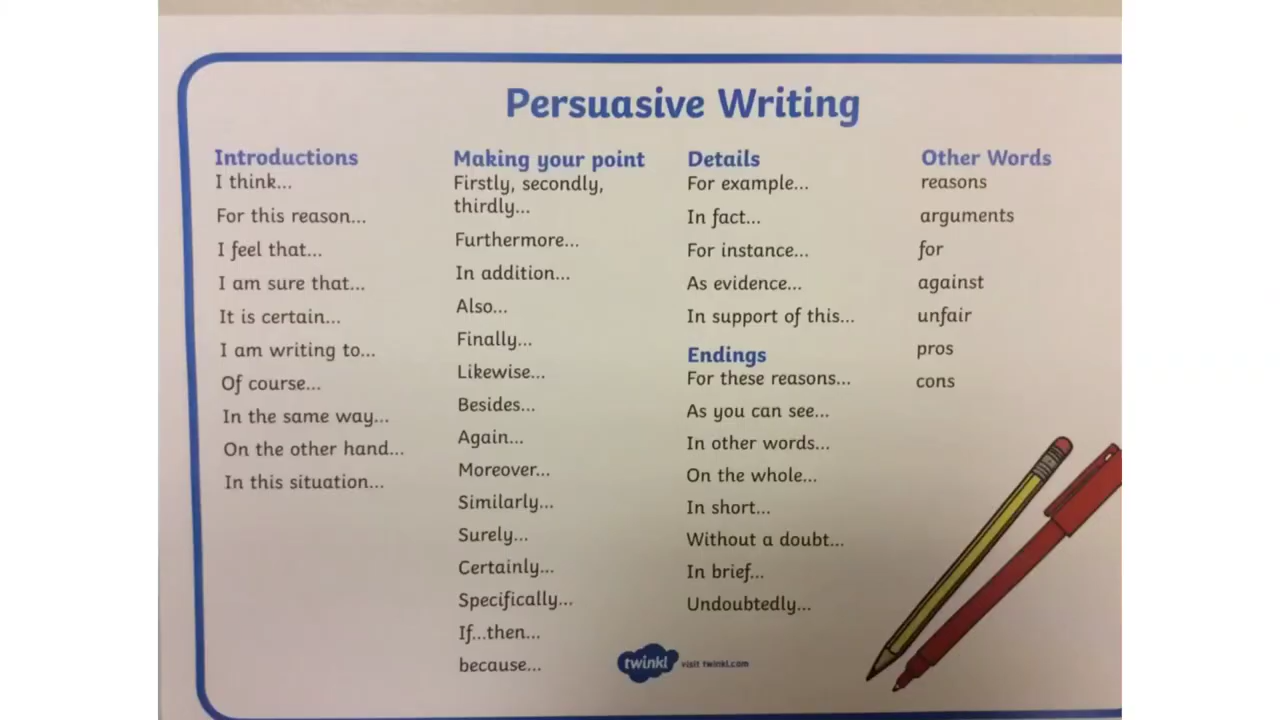 Persuasive Writing
Introductions
I think...
For this reason...
I feel that...
I am sure that...
It is certain...
I am writing to...
Of course...
In the same way...
On the other hand...
In this situation...
Making your point
Firstly, secondly,
thirdly...
Furthermore...
In addition...
Also...
Finally...
Likewise...
Besides...
Again...
Moreover...
Similarly...
Surely...
Certainly...
Specifically...
If...then...
because...
Details
For example...
In fact...
For instance...
As evidence...
In support of this...
Endings
For these reasons...
As you can see...
In other words...
On the whole...
In short...
Without a doubt...
In brief...
Undoubtedly...
Other Words
reasons
arguments
for
against
unfair
pros
cons
twinkl visit twinkl.com